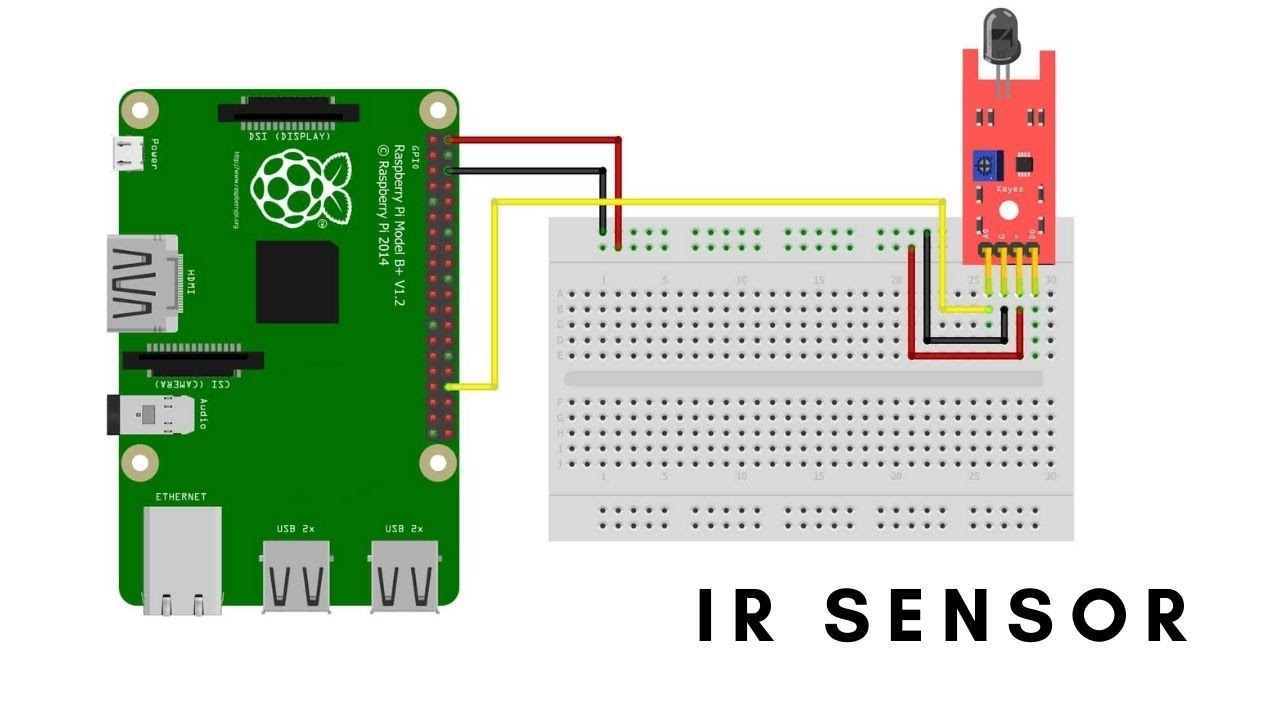 DSI (DISPLAY)
Power
http://www.raspberrypi.org
®
GPIO
Raspberry Pi Model B+ V1.2
© Raspberry Pi 2014
HDMI
CSI (CAMERA)
Audio
ETHERNET
USB 2x
USB 2x
Keyes
A0 G + D0
1 5 10 15 20 25 30
A
B
C
D
E
F
G
H
I
J
1 5 10 15 20 25 30
IR SENSOR